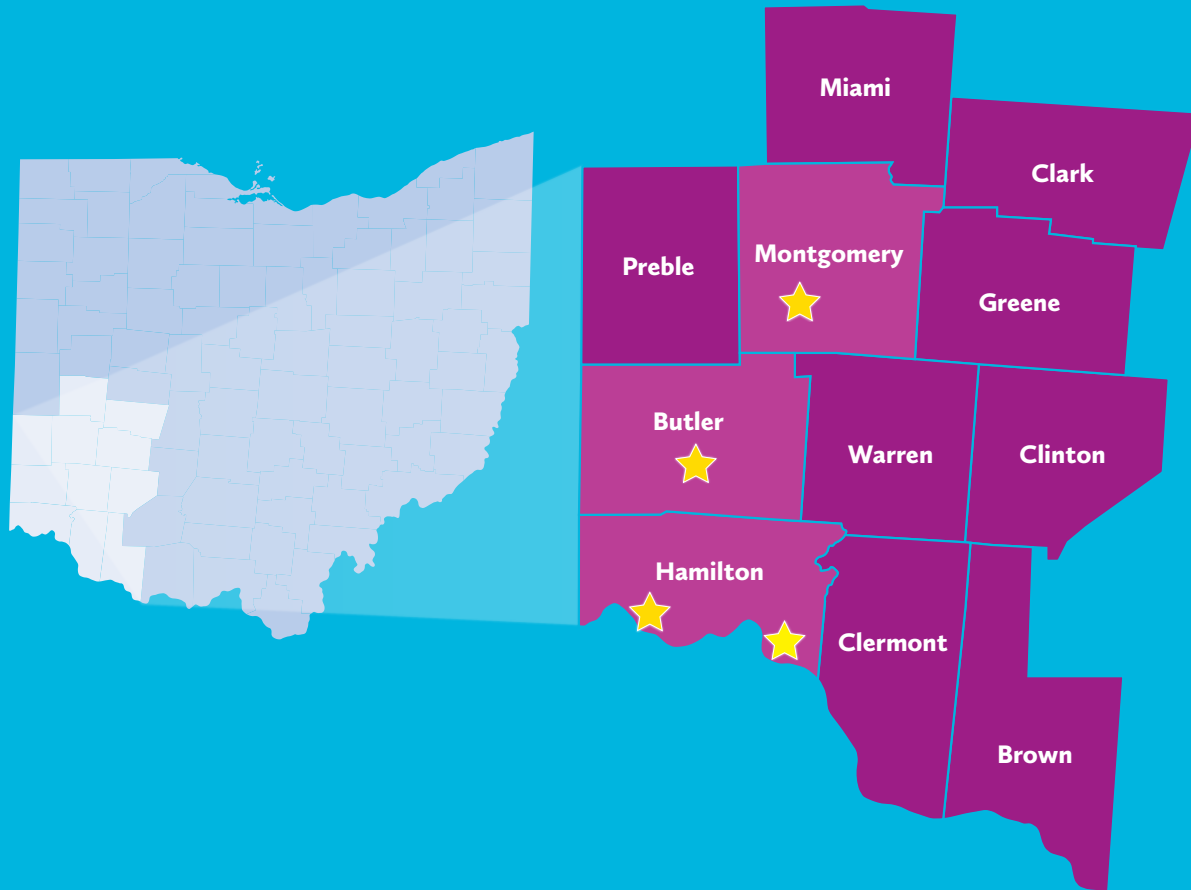 Miami
Clark
Preble
Montgomery
Greene
Butler
Warren
Clinton
Hamilton
Clermont
Brown